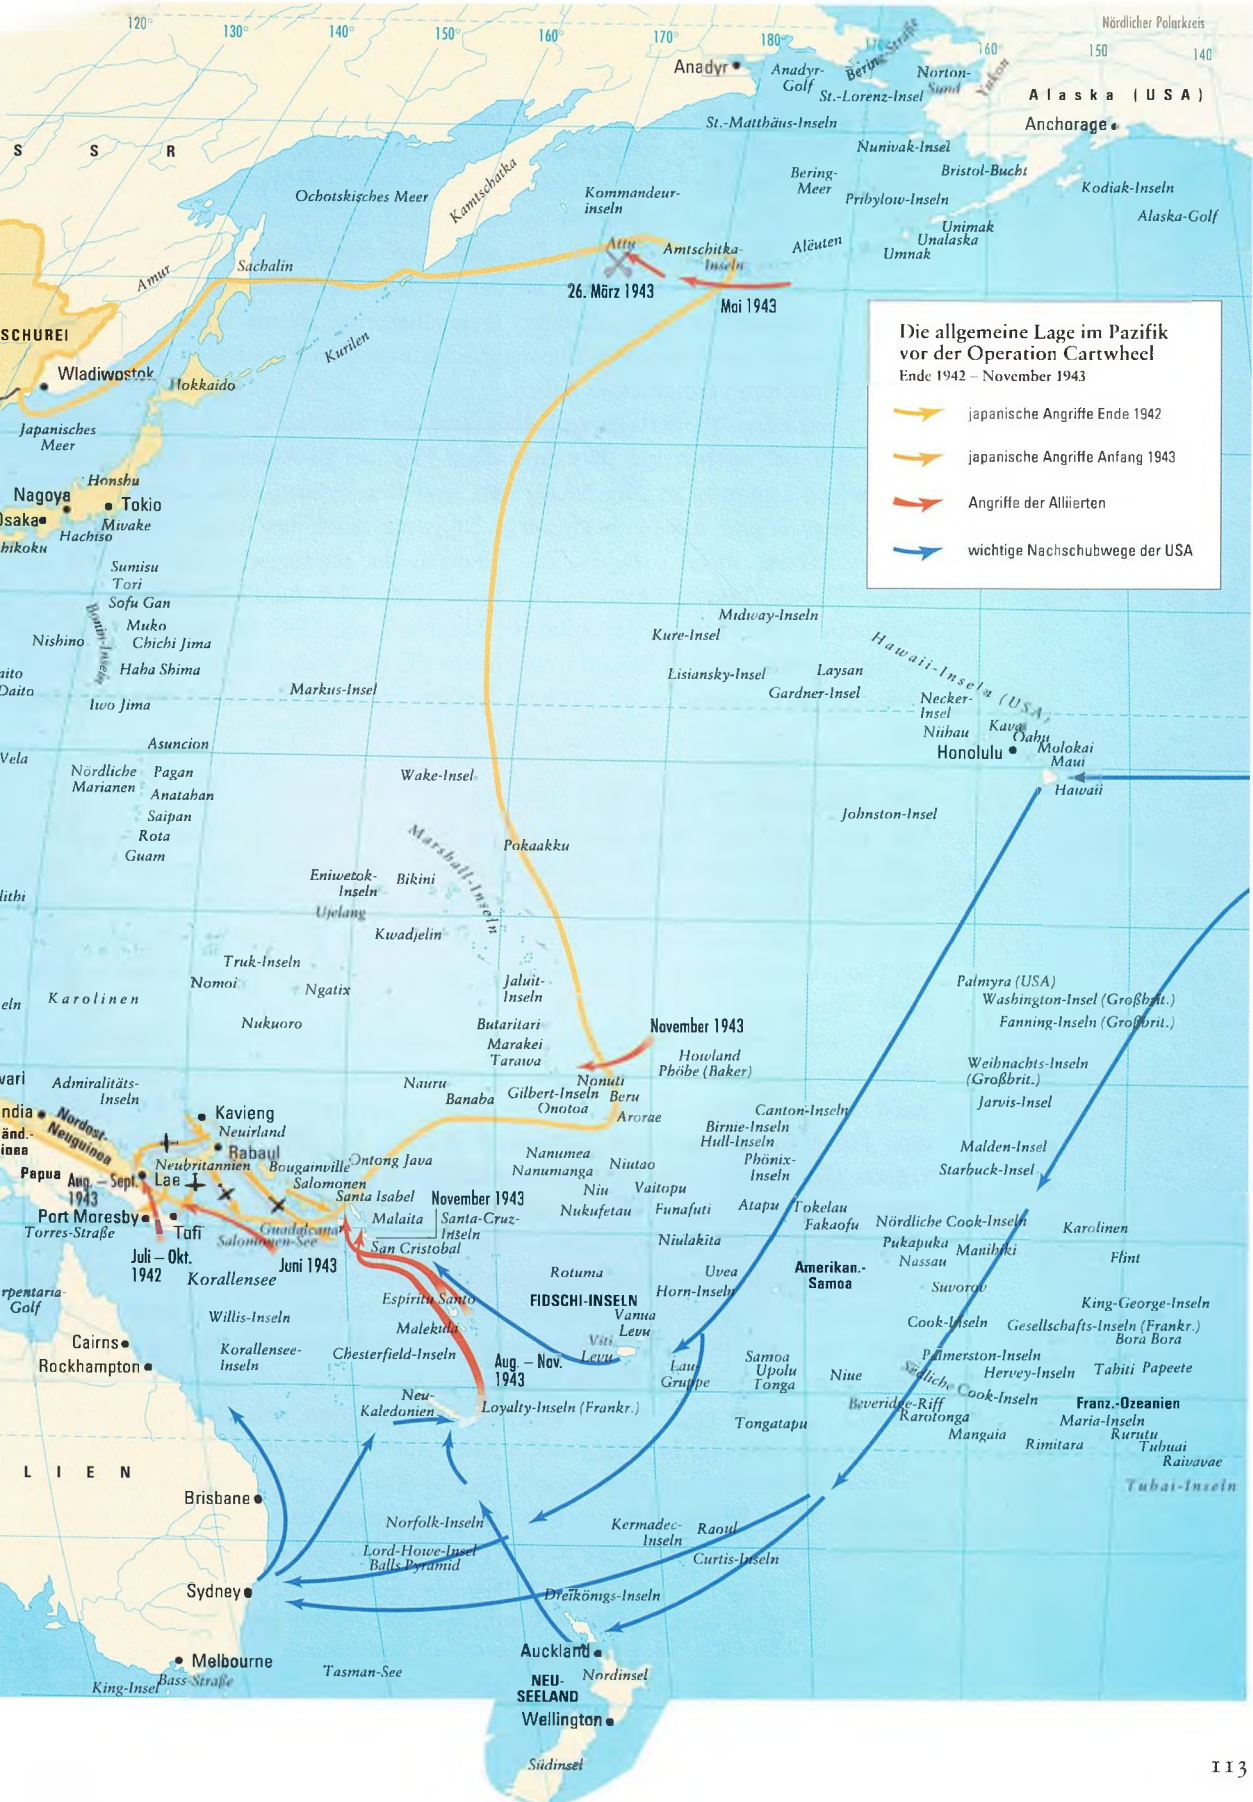 Nördlicher Polarkreis
120°
130°
140°
150°
160°
170°
180°
160
150
140
Anadyr
Anadyr-
Golf
Bering-Straße
Norton-
Sund
Yukon
St.-Lorenz-Insel
Alaska (USA)
Anchorage
St.-Matthäus-Inseln
S S R
Nunivak-Insel
Bristol-Bucht
Bering-
Meer
Pribylow-Inseln
Kodiak-Inseln
Alaska-Golf
Ochotskisches Meer
Kamtschatka
Kommandeur-
inseln
Unimak
Unalaska
Umnak
Alëuten
Attu
Amtschitka-
Inseln
26. März 1943
Mai 1943
Amur
Sachalin
Kurilen
SCHUREI
Wladiwostok
Hokkaido
Japanisches
Meer
Die allgemeine Lage im Pazifik
vor der Operation Cartwheel
Ende 1942 – November 1943
japanische Angriffe Ende 1942
japanische Angriffe Anfang 1943
Angriffe der Alliierten
wichtige Nachschubwege der USA
Honshu
Nagoya
Tokio
Osaka
Mivake
Hachiso
hikoku
Sumisu
Tori
Sofu Gan
Bonin-Inseln
Muko
Nishino
Chichi Jima
Haha Shima
aito
Daito
Iwo Jima
Markus-Insel
Midway-Inseln
Kure-Insel
Lisiansky-Insel
Laysan
Gardner-Insel
Hawaii-Inseln (USA)
Necker-
Insel
Niihau
Kava
Oahu
Honolulu
Molokai
Maui
Hawaii
Vela
Asuncion
Nördliche
Marianen
Pagan
Anatahan
Saipan
Rota
Guam
Wake-Insel
Johnston-Insel
Marshall-Inseln
Pokaakku
Eniwetok-
Inseln
Bikini
Ujelang
Kwadjelin
lithi
Truk-Inseln
Nomoi
Ngatix
Karolinen
eln
Nukuoro
Jaluit-
Inseln
Butaritari
Marakei
Tarawa
November 1943
Howland
Phöbe (Baker)
Palmyra (USA)
Washington-Insel (Großbrit.)
Fanning-Inseln (Großbrit.)
Weihnachts-Inseln
(Großbrit.)
Jarvis-Insel
vari
Admiralitäts-
Inseln
Nauru
Banaba
Gilbert-Inseln
Nonuti
Beru
Onotoa
Arorae
Canton-Inseln
Birnie-Inseln
Hull-Inseln
Phönix-
Inseln
Malden-Insel
Starbuck-Insel
ndia
änd.-
inea
Nordost-
Neuguinea
Kavieng
Neuirland
Rabaul
Neubritannien
Bougainville
Ontong Java
Salomonen
Santa Isabel
Papua
Aug. – Sept.
1943
Lae
Port Moresby
Torres-Straße
Tufi
Guadalcanal
Salomonen-See
Malaita
San Cristobal
November 1943
Santa-Cruz-
Inseln
Juli – Okt.
1942
Juni 1943
Korallensee
Nanumea
Nanumanga
Niutao
Niu
Vaitopu
Nukufetau
Funafuti
Niulakita
Atapu
Tokelau
Fakaofu
Nördliche Cook-Inseln
Pukapuka
Nassau
Manihiki
Karolinen
Flint
Amerikan.-
Samoa
Suvorov
Rotuma
Uvea
Horn-Inseln
FIDSCHI-INSELN
Vanua
Levu
Viti
Levu
Lau-
Gruppe
Espíritu Santo
Malekula
Chesterfield-Inseln
Aug. – Nov.
1943
Neu-
Kaledonien
Loyalty-Inseln (Frankr.)
rpentaria-
Golf
Willis-Inseln
Cairns
Rockhampton
Korallensee-
Inseln
Samoa
Upolu
Tonga
Tongatapu
Niue
Cook-Inseln
Palmerston-Inseln
Südliche Cook-Inseln
Hervey-Inseln
Beveridge-Riff
Rarotonga
Mangaia
King-George-Inseln
Gesellschafts-Inseln (Frankr.)
Bora Bora
Tahiti
Papeete
Franz.-Ozeanien
Maria-Inseln
Rurutu
Rimitara
Tubuai
Raivavae
Tubai-Inseln
LIEN
Brisbane
Sydney
Melbourne
King-Insel
Bass-Straße
Tasman-See
Norfolk-Inseln
Lord-Howe-Insel
Balls Pyramid
Kermadec-
Inseln
Raoul
Curtis-Inseln
Dreikönigs-Inseln
Auckland
NEU-
SEELAND
Nordinsel
Wellington
Südinsel
113